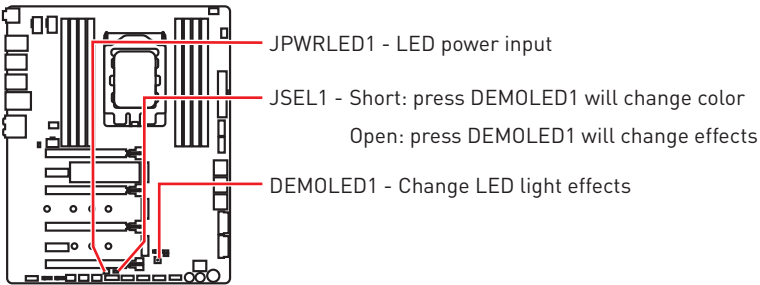 JPWRLED1 - LED power input
JSEL1 - Short: press DEMOLED1 will change color
Open: press DEMOLED1 will change effects
DEMOLED1 - Change LED light effects